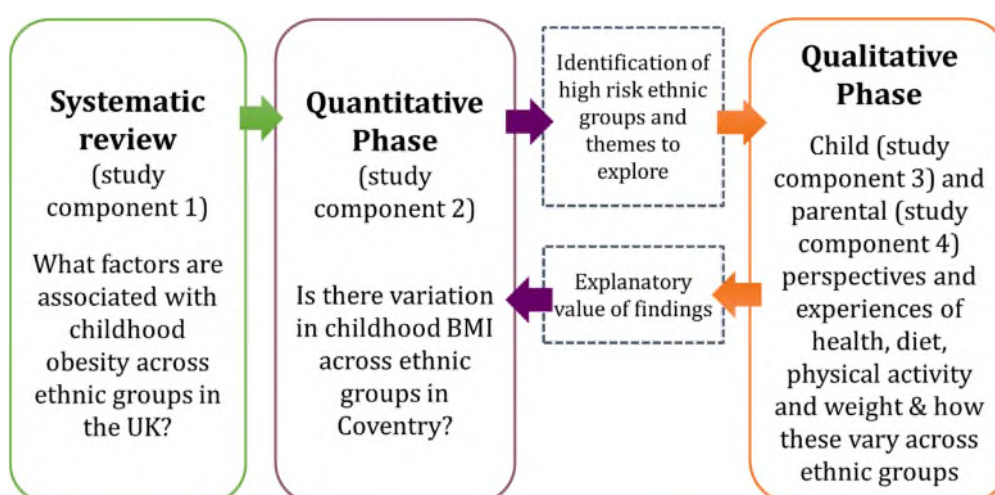 Systematic
review
(study
component 1)
What factors are
associated with
childhood
obesity across
ethnic groups in
the UK?
Quantitative
Phase
(study
component 2)
Is there variation
in childhood BMI
across ethnic
groups in
Coventry?
Identification of
high risk ethnic
groups and
themes to
explore
Explanatory
value of findings
Qualitative
Phase
Child (study
component 3) and
parental (study
component 4)
perspectives and
experiences of
health, diet,
physical activity
and weight & how
these vary across
ethnic groups